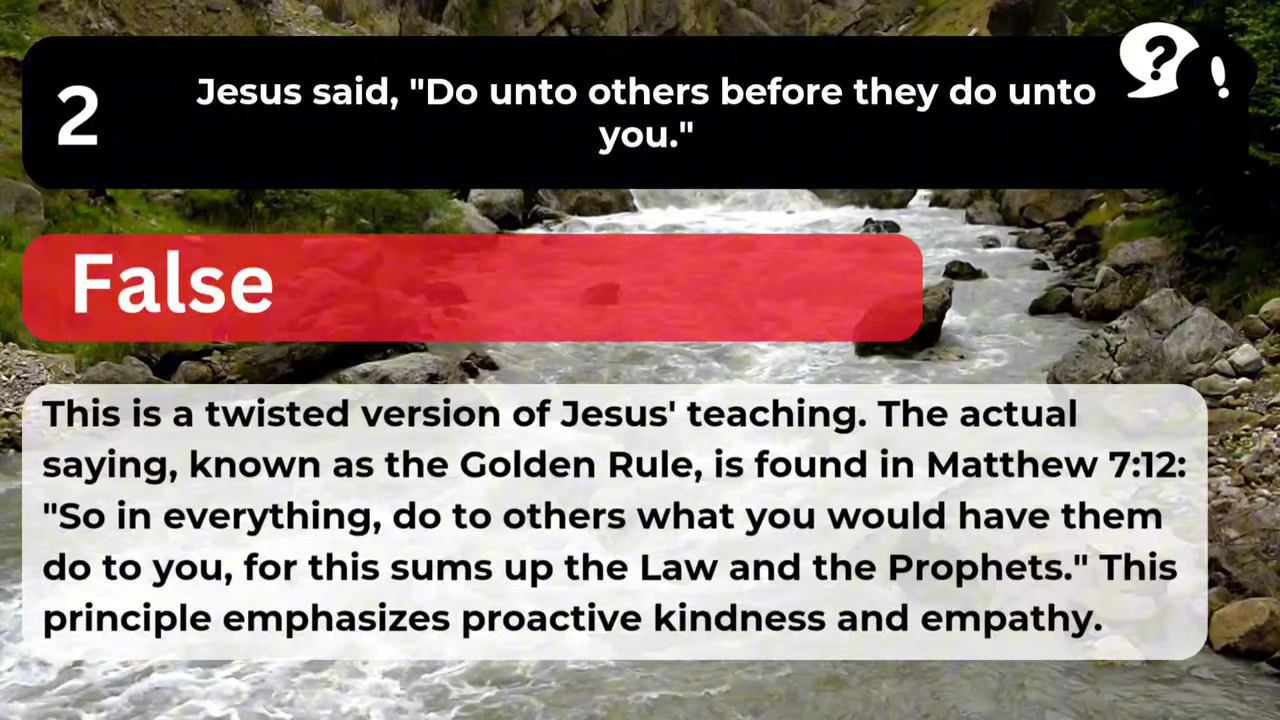 2
Jesus said, "Do unto others before they do unto
you."
?
!
False
This is a twisted version of Jesus' teaching. The actual
saying, known as the Golden Rule, is found in Matthew 7:12:
"So in everything, do to others what you would have them
do to you, for this sums up the Law and the Prophets." This
principle emphasizes proactive kindness and empathy.